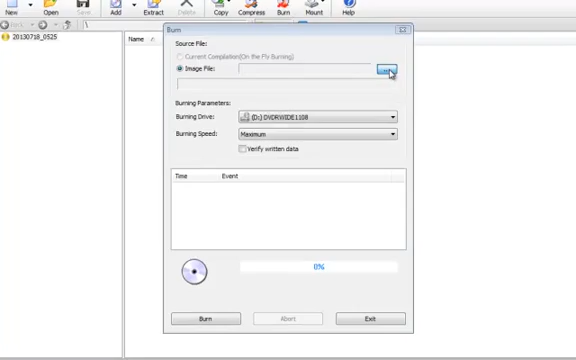 New
Open
Save
Add
Extract
Delete
Copy
Compress
Burn
Mount
Help
Back
\
20130718_0525
Name
Burn
Source File:
Current Compilation(On the Fly Burning)
Image File:
...
Burning Parameters:
Burning Drive:
(D:) DVDRWIDE1108
Burning Speed:
Maximum
Verify written data
Time
Event
0%
Burn
Abort
Exit